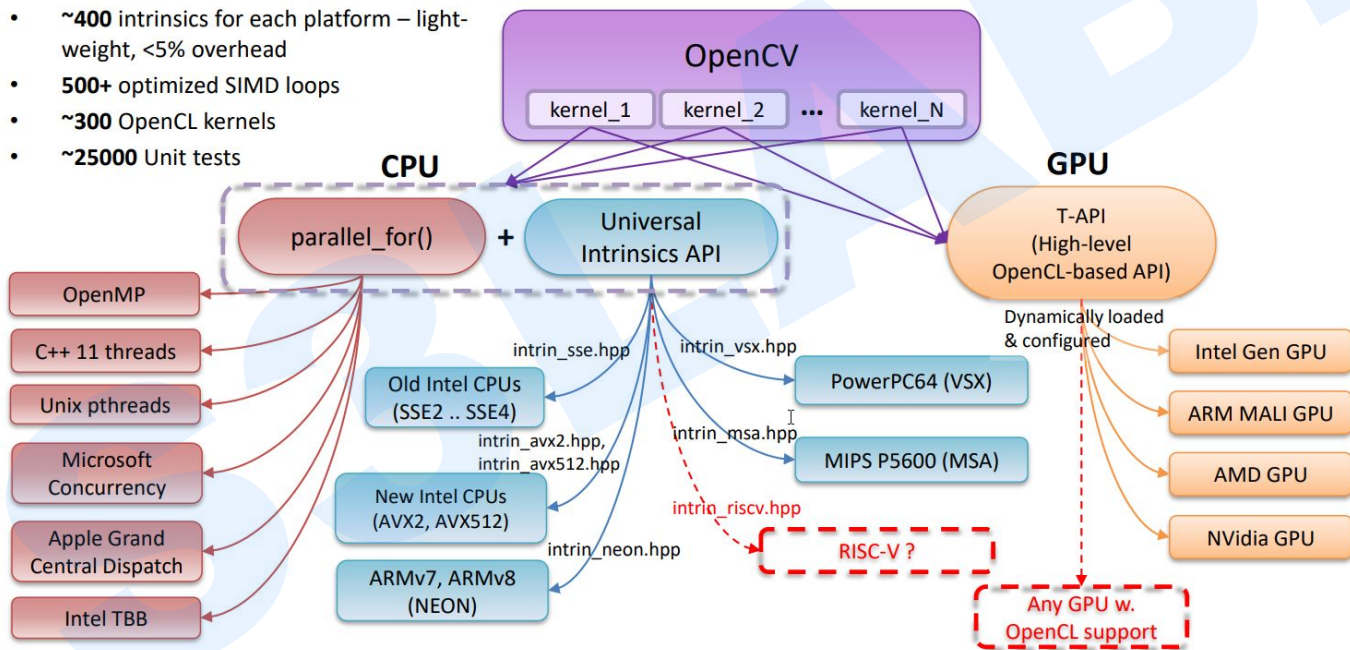 • ~400 intrinsics for each platform – light-
weight, <5% overhead
• 500+ optimized SIMD loops
• ~300 OpenCL kernels
• ~25000 Unit tests
OpenCV
kernel_1 kernel_2 ... kernel_N
CPU
GPU
parallel_for()
+
Universal
Intrinsics API
T-API
(High-level
OpenCL-based API)
Dynamically loaded
& configured
OpenMP
C++ 11 threads
Unix pthreads
Microsoft
Concurrency
Apple Grand
Central Dispatch
Intel TBB
intrin_sse.hpp
Old Intel CPUs
(SSE2 .. SSE4)
intrin_avx2.hpp,
intrin_avx512.hpp
New Intel CPUs
(AVX2, AVX512)
intrin_neon.hpp
ARMv7, ARMv8
(NEON)
intrin_vsx.hpp
PowerPC64 (VSX)
intrin_msa.hpp
MIPS P5600 (MSA)
intrin_riscv.hpp
RISC-V ?
Intel Gen GPU
ARM MALI GPU
AMD GPU
NVidia GPU
Any GPU w.
OpenCL support